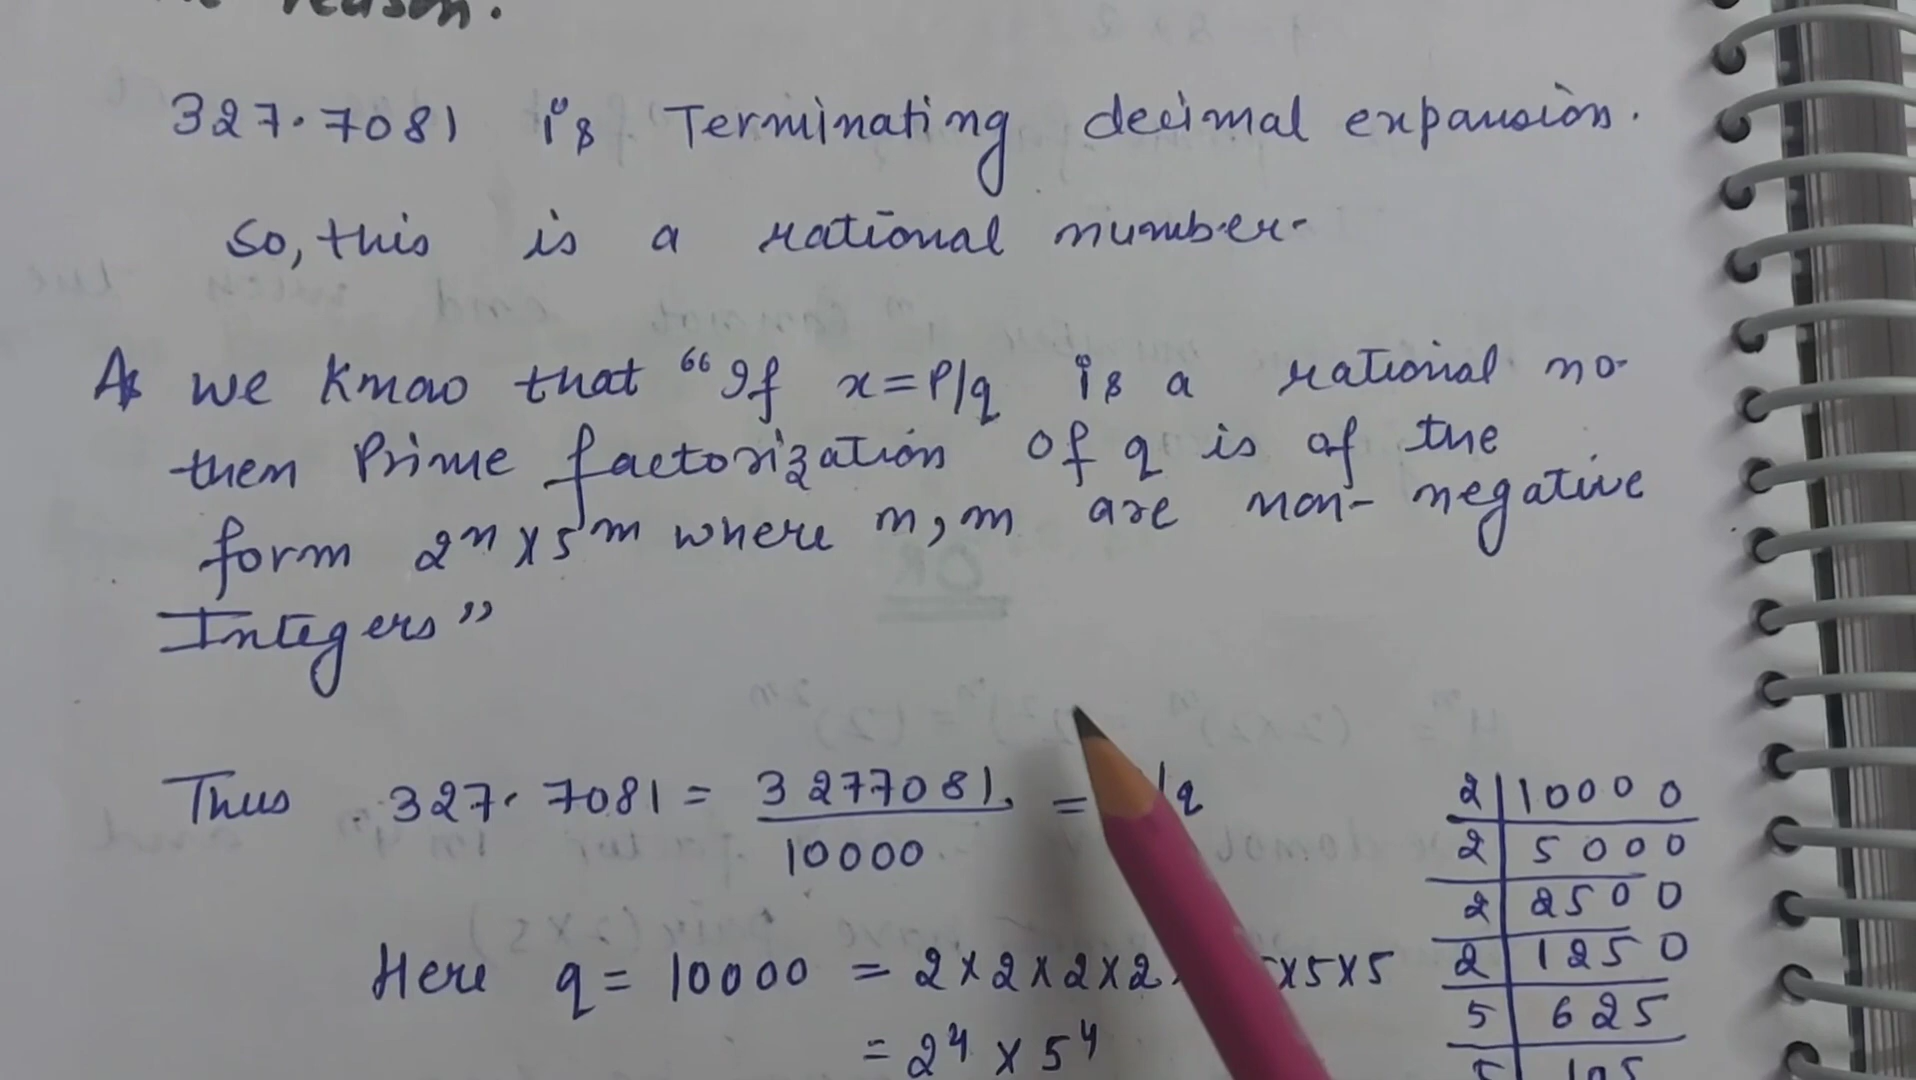 reason.
327.7081 is Terminating decimal expansion.
So, this is a rational number.
As we know that "If x = P/q is a rational no.
then Prime factorization of q is of the
form 2ⁿ × 5ᵐ where n, m are non-negative
Integers"
Thus 327.7081 = 3277081/10000 = /q
Here q = 10000 = 2×2×2×2 ×5×5
= 2⁴ × 5⁴
2 | 10000
2 | 5000
2 | 2500
2 | 1250
5 | 625
5 | 125